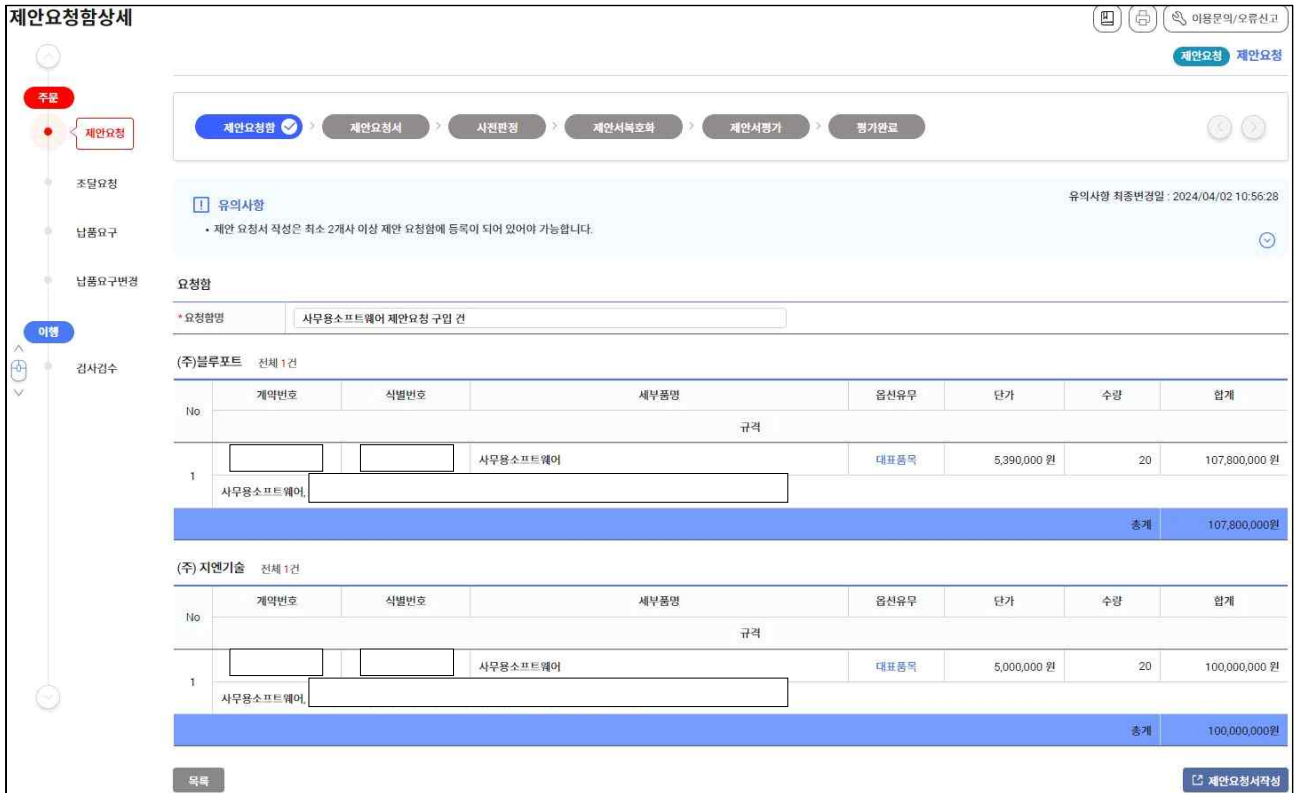 제안요청함상세
이용문의/오류신고
제안요청 제안요청
주문
제안요청
조달요청
납품요구
납품요구변경
이행
검사검수
제안요청함 제안요청서 사전판정 제안서복호화 제안서평가 평가완료
유의사항
유의사항 최종변경일 : 2024/04/02 10:56:28
• 제안 요청서 작성은 최소 2개사 이상 제안 요청함에 등록이 되어 있어야 가능합니다.
요청함
* 요청함명 사무용소프트웨어 제안요청 구입 건
(주)블루포트 전체 1건
No 계약번호 식별번호 세부품명 옵션유무 단가 수량 합계
규격
1 사무용소프트웨어 대표품목 5,390,000 원 20 107,800,000 원
사무용소프트웨어,
총계 107,800,000원
(주) 지엔기술 전체 1건
No 계약번호 식별번호 세부품명 옵션유무 단가 수량 합계
규격
1 사무용소프트웨어 대표품목 5,000,000 원 20 100,000,000 원
사무용소프트웨어,
총계 100,000,000원
목록 제안요청서작성